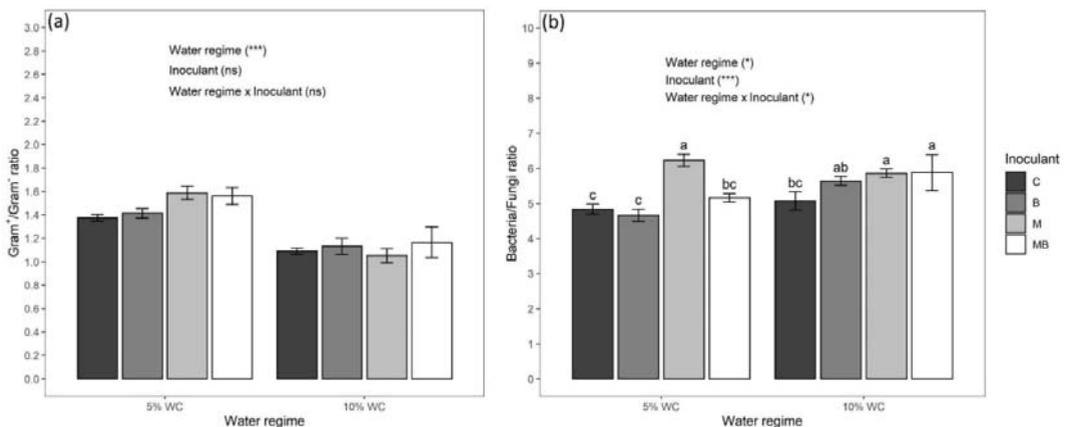 (a)
Water regime (***)
Inoculant (ns)
Water regime x Inoculant (ns)
Gram⁺/Gram⁻ ratio
3.0
2.8
2.6
2.4
2.2
2.0
1.8
1.6
1.4
1.2
1.0
0.8
0.6
0.4
0.2
0.0
5% WC
10% WC
Water regime
(b)
Water regime (*)
Inoculant (***)
Water regime x Inoculant (*)
Bacteria/Fungi ratio
10
9
8
7
6
5
4
3
2
1
0
c
c
a
bc
bc
ab
a
a
5% WC
10% WC
Water regime
Inoculant
C
B
M
MB